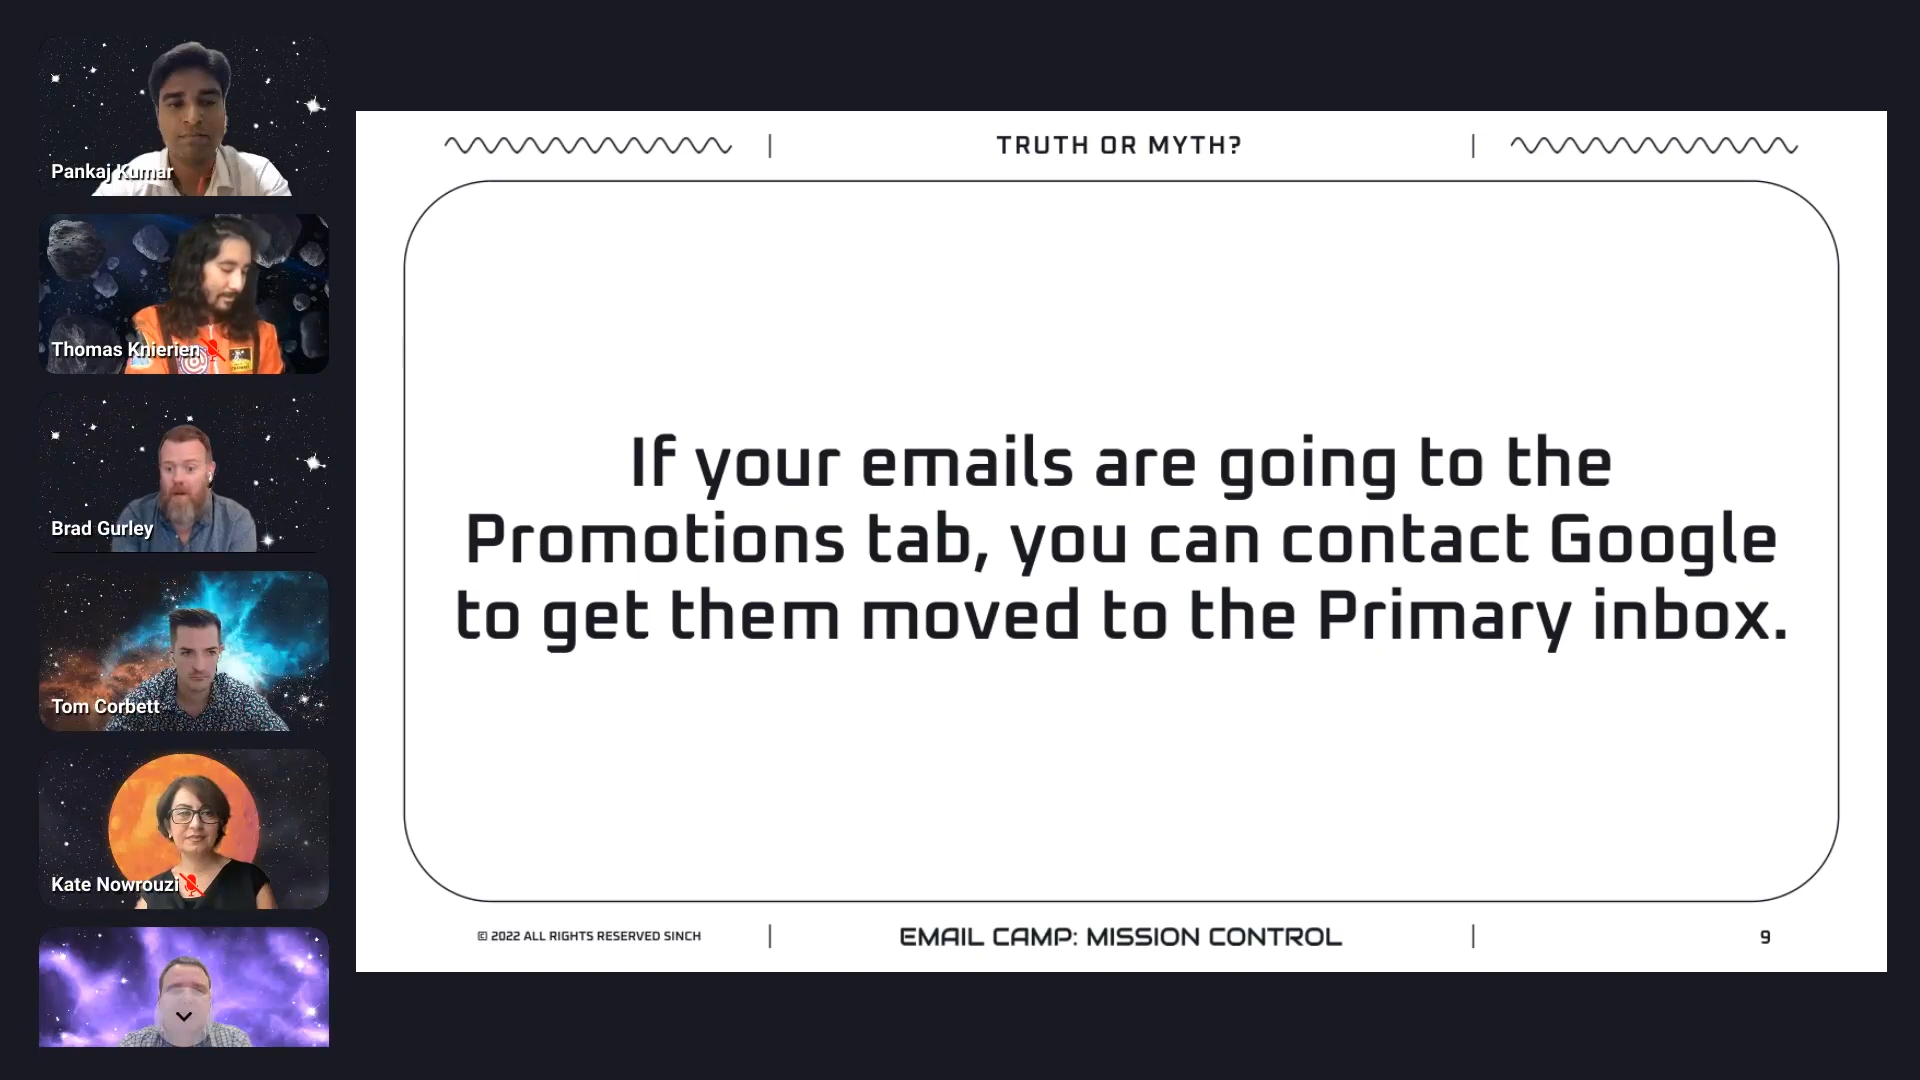 Pankaj Kumar
Thomas Knierien
Brad Gurley
Tom Corbett
Kate Nowrouzi
TRUTH OR MYTH?
If your emails are going to the
Promotions tab, you can contact Google
to get them moved to the Primary inbox.
© 2022 ALL RIGHTS RESERVED SINCH
EMAIL CAMP: MISSION CONTROL
9